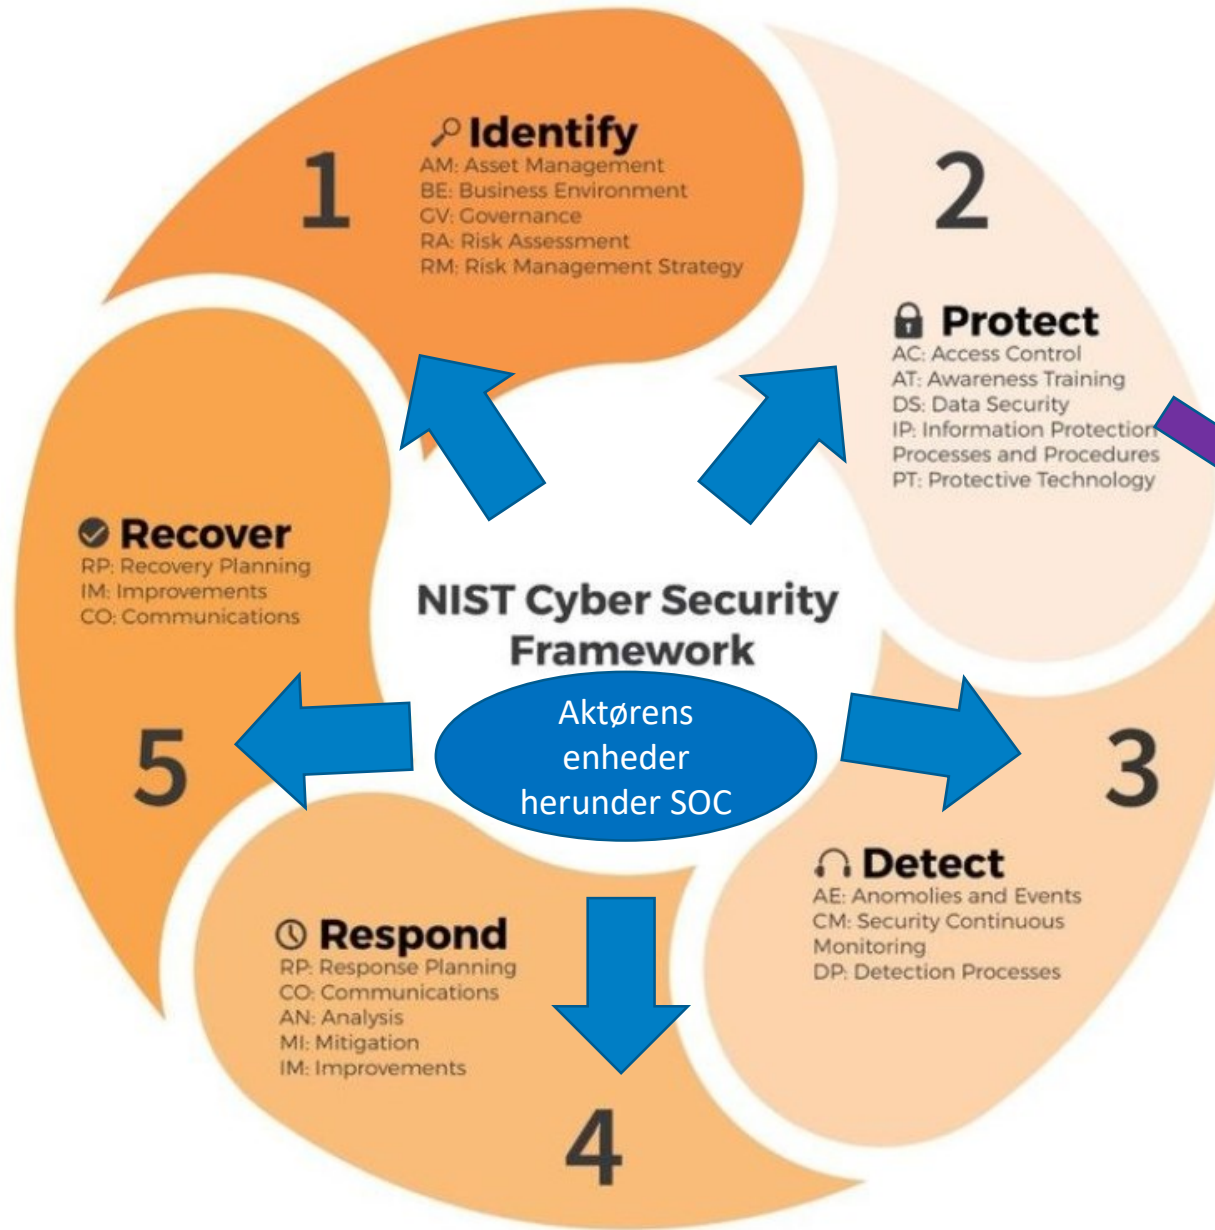 1
Identify
AM: Asset Management
BE: Business Environment
GV: Governance
RA: Risk Assessment
RM: Risk Management Strategy
2
Protect
AC: Access Control
AT: Awareness Training
DS: Data Security
IP: Information Protection
Processes and Procedures
PT: Protective Technology
NIST Cyber Security
Framework
Aktørens
enheder
herunder SOC
3
Detect
AE: Anomolies and Events
CM: Security Continuous
Monitoring
DP: Detection Processes
Respond
RP: Response Planning
CO: Communications
AN: Analysis
MI: Mitigation
IM: Improvements
4
Recover
RP: Recovery Planning
IM: Improvements
CO: Communications
5